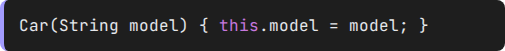 Car(String model) { this.model = model; }